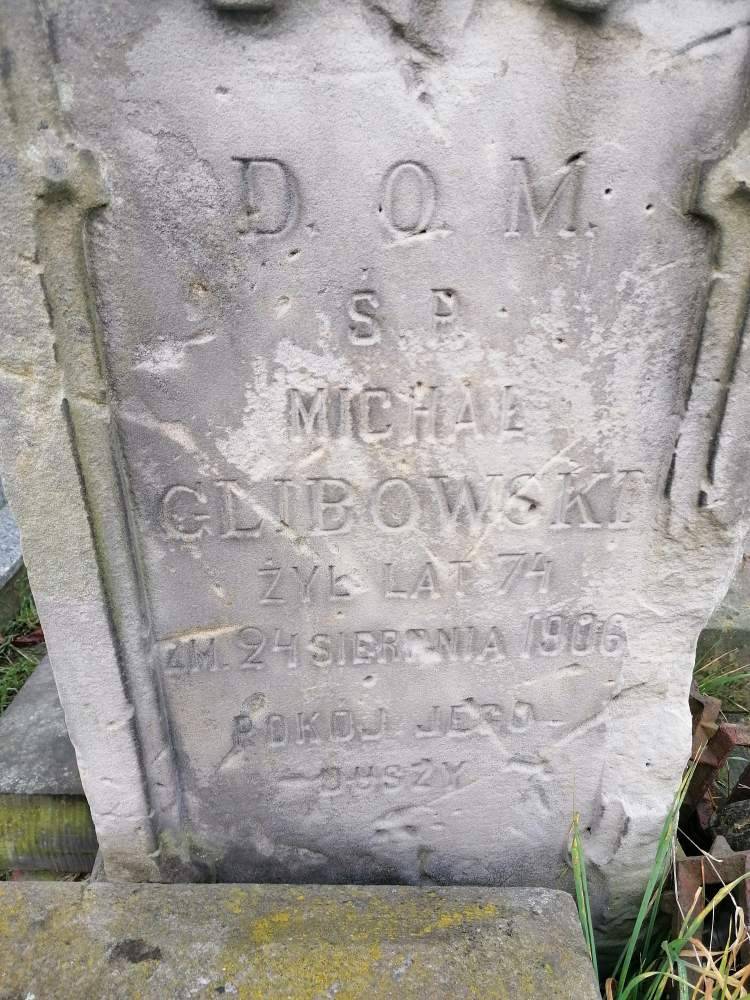 D. O. M.
Ś. P.
MICHAŁ
GLIBOWSKI
ŻYŁ LAT 74
ZM. 24 SIERPNIA 1906
POKÓJ JEGO
DUSZY